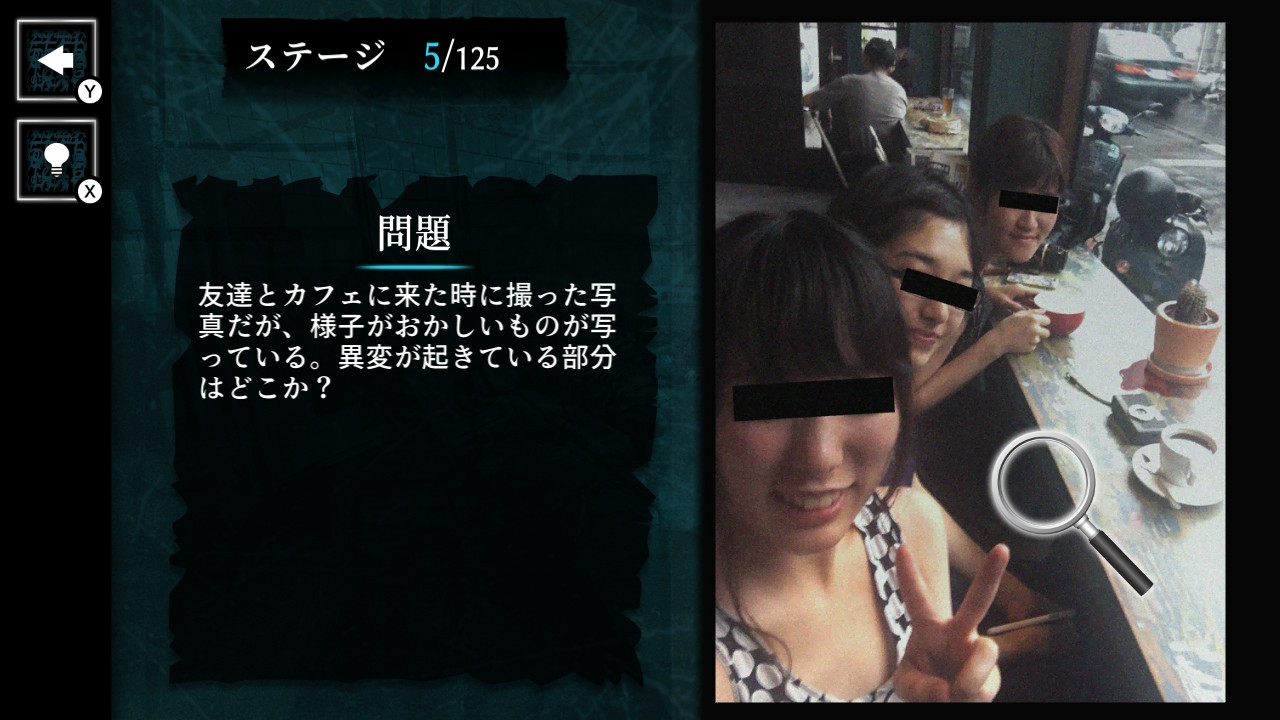 Y
X
ステージ 5/125
問題
友達とカフェに来た時に撮った写
真だが、様子がおかしいものが写
っている。異変が起きている部分
はどこか？